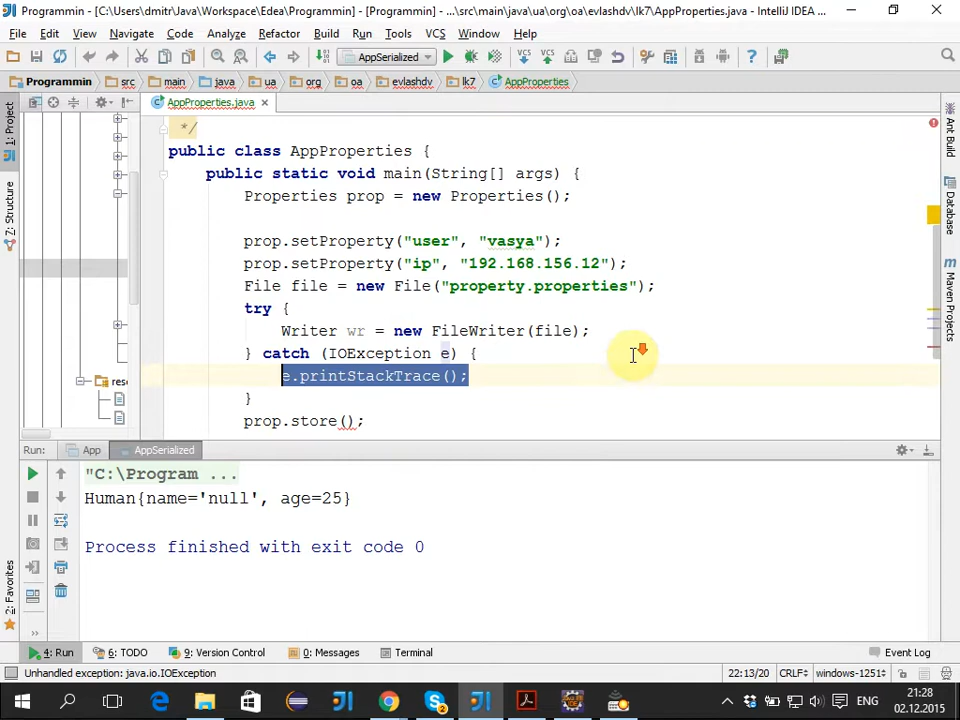 Programmin - [C:\Users\dmitr\Java\Workspace\Edea\Programmin] - [Programmin] - ...\src\main\java\ua\org\oa\evlashdv\lk7\AppProperties.java - IntelliJ IDEA ...
File Edit View Navigate Code Analyze Refactor Build Run Tools VCS Window Help
AppSerialized
Programmin src main java ua org oa evlashdv lk7 AppProperties
AppProperties.java
1: Project
7: Structure
2: Favorites
Ant Build
Database
Maven Projects
reso
*/
public class AppProperties {
public static void main(String[] args) {
Properties prop = new Properties();
prop.setProperty("user", "vasya");
prop.setProperty("ip", "192.168.156.12");
File file = new File("property.properties");
try {
Writer wr = new FileWriter(file);
} catch (IOException e) {
e.printStackTrace();
}
prop.store();
Run: App AppSerialized
"C:\Program ...
Human{name='null', age=25}
Process finished with exit code 0
4: Run 6: TODO 9: Version Control 0: Messages Terminal Event Log
Unhandled exception: java.io.IOException 22:13/20 CRLF windows-1251
ENG 21:28
02.12.2015